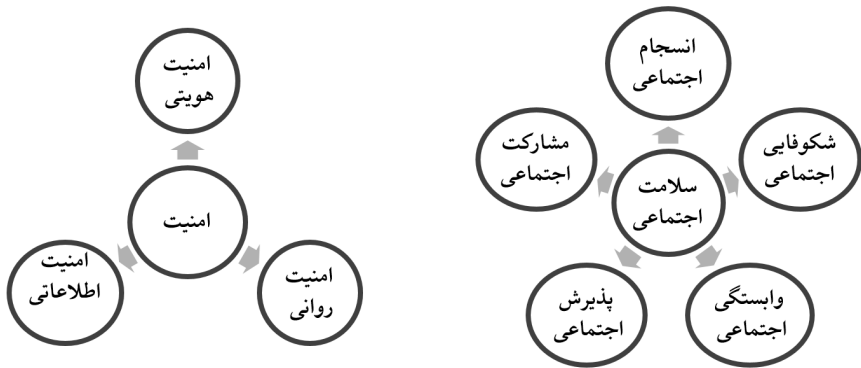 انسجام
اجتماعی
شکوفایی
اجتماعی
مشارکت
اجتماعی
سلامت
اجتماعی
وابستگی
اجتماعی
پذیرش
اجتماعی
امنیت
هویتی
امنیت
امنیت
روانی
امنیت
اطلاعاتی